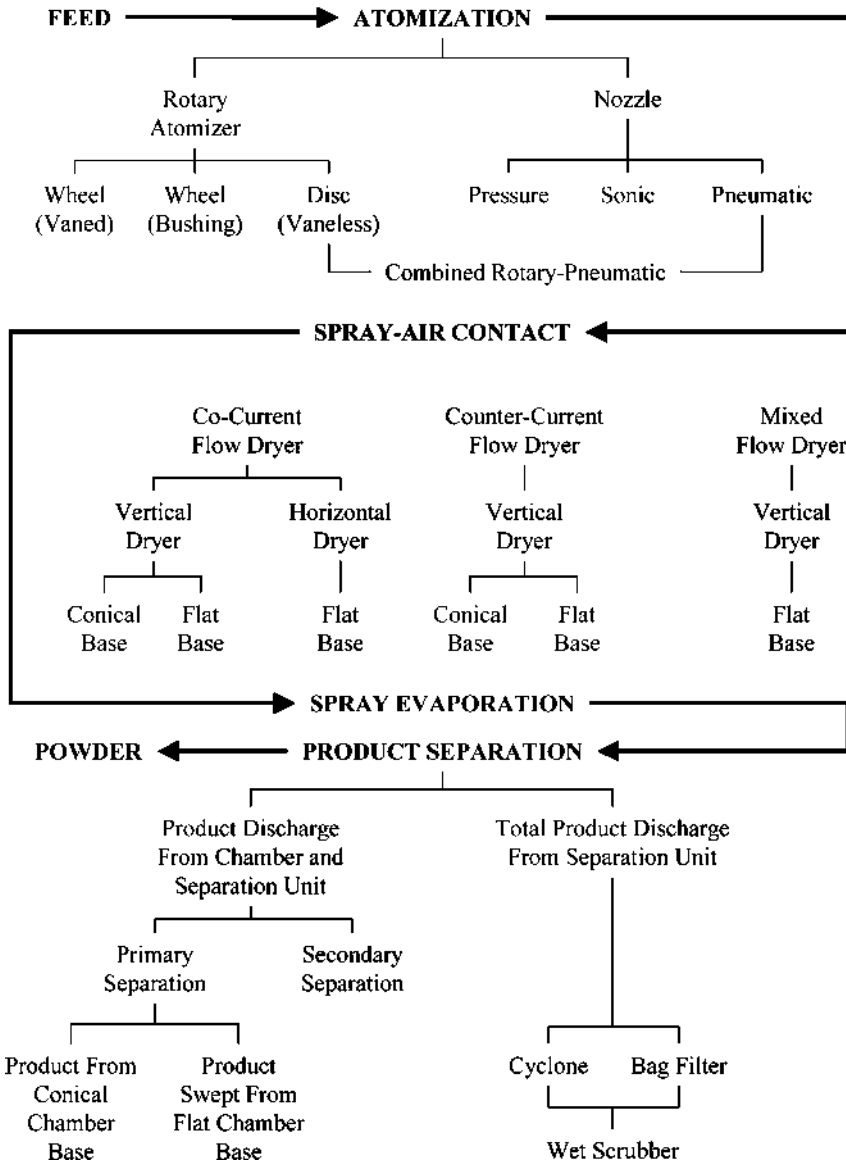 FEED ATOMIZATION
Rotary
Atomizer
Nozzle
Wheel
(Vaned)
Wheel
(Bushing)
Disc
(Vaneless)
Pressure
Sonic
Pneumatic
Combined Rotary-Pneumatic
SPRAY-AIR CONTACT
Co-Current
Flow Dryer
Counter-Current
Flow Dryer
Mixed
Flow Dryer
Vertical
Dryer
Horizontal
Dryer
Vertical
Dryer
Vertical
Dryer
Conical
Base
Flat
Base
Flat
Base
Conical
Base
Flat
Base
Flat
Base
SPRAY EVAPORATION
POWDER PRODUCT SEPARATION
Product Discharge
From Chamber and
Separation Unit
Total Product Discharge
From Separation Unit
Primary
Separation
Secondary
Separation
Product From
Conical
Chamber
Base
Product
Swept From
Flat Chamber
Base
Cyclone
Bag Filter
Wet Scrubber